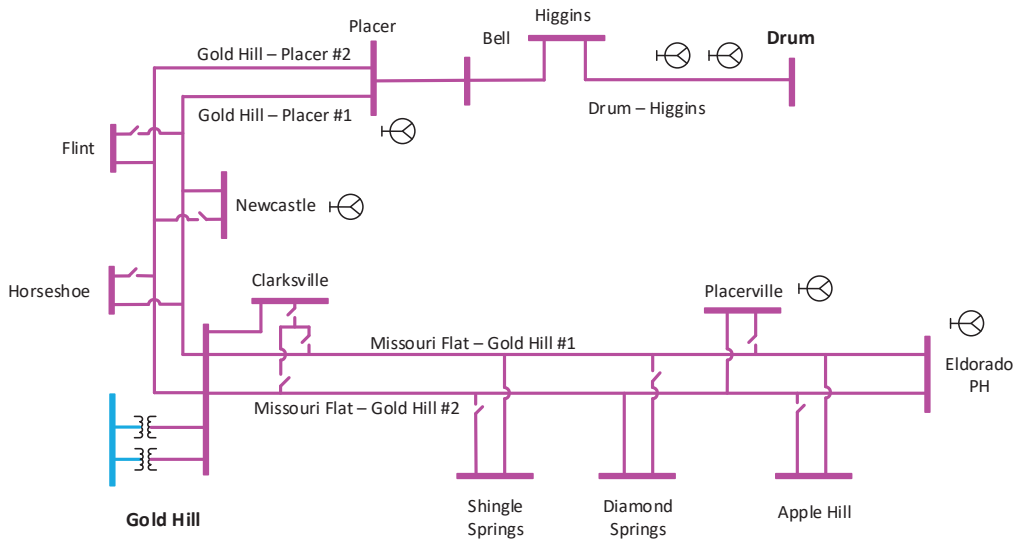 Placer
Higgins
Bell
Drum
Gold Hill – Placer #2
Gold Hill – Placer #1
Drum – Higgins
Flint
Newcastle
Horseshoe
Clarksville
Placerville
Missouri Flat – Gold Hill #1
Eldorado
PH
Missouri Flat – Gold Hill #2
Gold Hill
Shingle
Springs
Diamond
Springs
Apple Hill